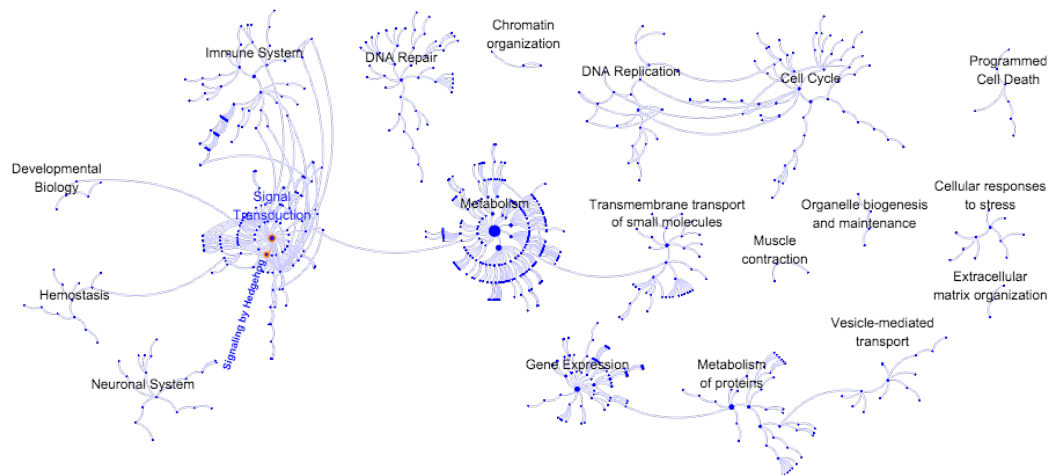 Chromatin
organization
Immune System
DNA Repair
DNA Replication
Cell Cycle
Programmed
Cell Death
Developmental
Biology
Signal
Transduction
Metabolism
Transmembrane transport
of small molecules
Organelle biogenesis
and maintenance
Cellular responses
to stress
Muscle
contraction
Hemostasis
Signaling by Hedgehog
Extracellular
matrix organization
Vesicle-mediated
transport
Neuronal System
Gene Expression
Metabolism
of proteins